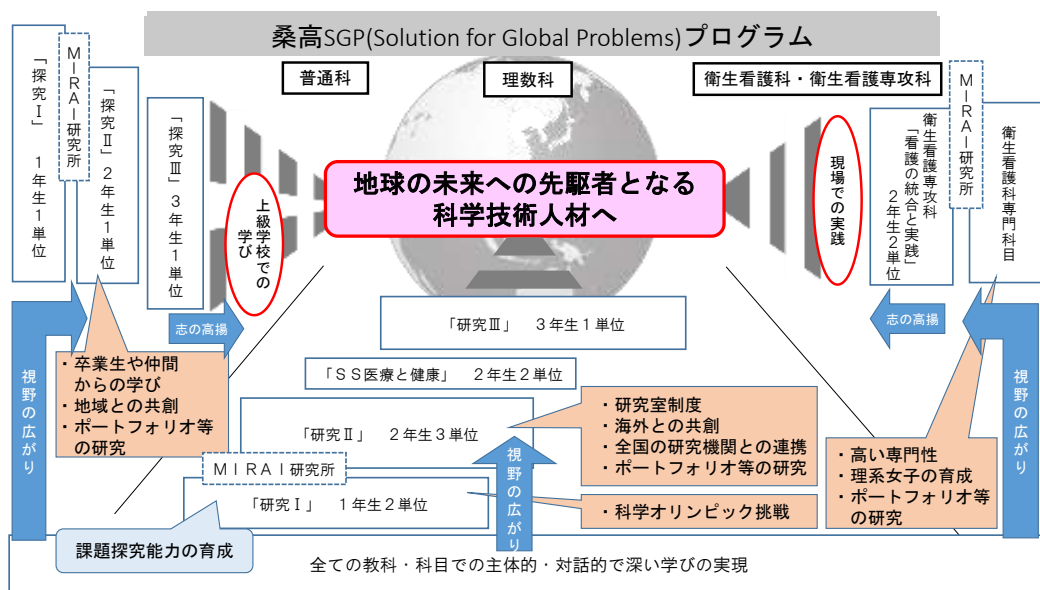 桑高SGP(Solution for Global Problems)プログラム
普通科
理数科
衛生看護科・衛生看護専攻科
「探究Ⅰ」 1年生1単位
MIRAI研究所
「探究Ⅱ」 2年生1単位
「探究Ⅲ」 3年生1単位
上級学校での
学び
地球の未来への先駆者となる
科学技術人材へ
現場での実践
衛生看護専攻科
「看護の統合と実践」
2年生2単位
MIRAI研究所
衛生看護科専門科目
志の高揚
視野の広がり
・卒業生や仲間
からの学び
・地域との共創
・ポートフォリオ等
の研究
「研究Ⅲ」 3年生1単位
「SS医療と健康」 2年生2単位
「研究Ⅱ」 2年生3単位
MIRAI研究所
「研究Ⅰ」 1年生2単位
視野の広がり
・研究室制度
・海外との共創
・全国の研究機関との連携
・ポートフォリオ等の研究
・科学オリンピック挑戦
志の高揚
視野の広がり
・高い専門性
・理系女子の育成
・ポートフォリオ等
の研究
課題探究能力の育成
全ての教科・科目での主体的・対話的で深い学びの実現